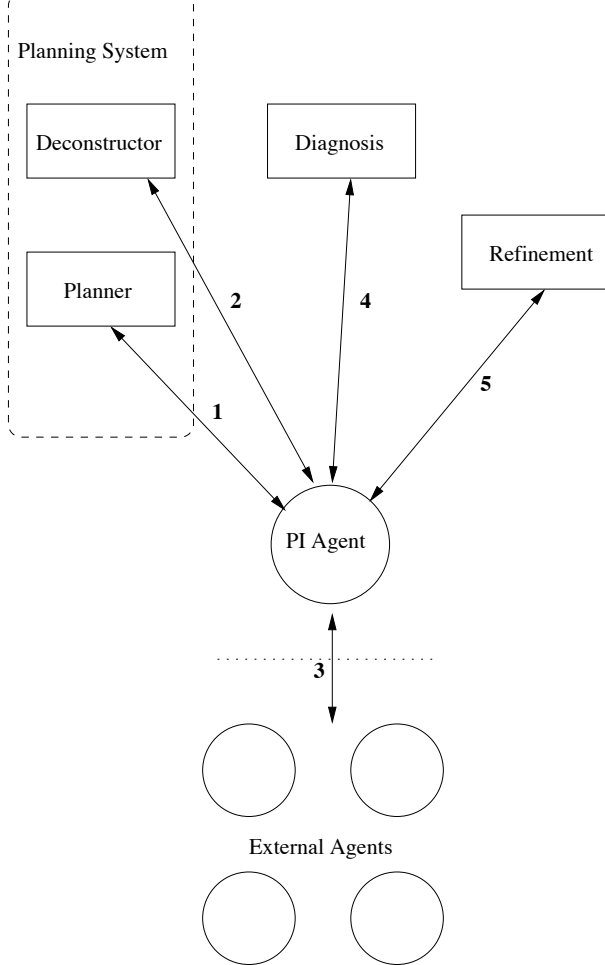 Planning System
Deconstructor
Diagnosis
Refinement
Planner
2
4
5
1
PI Agent
3
External Agents